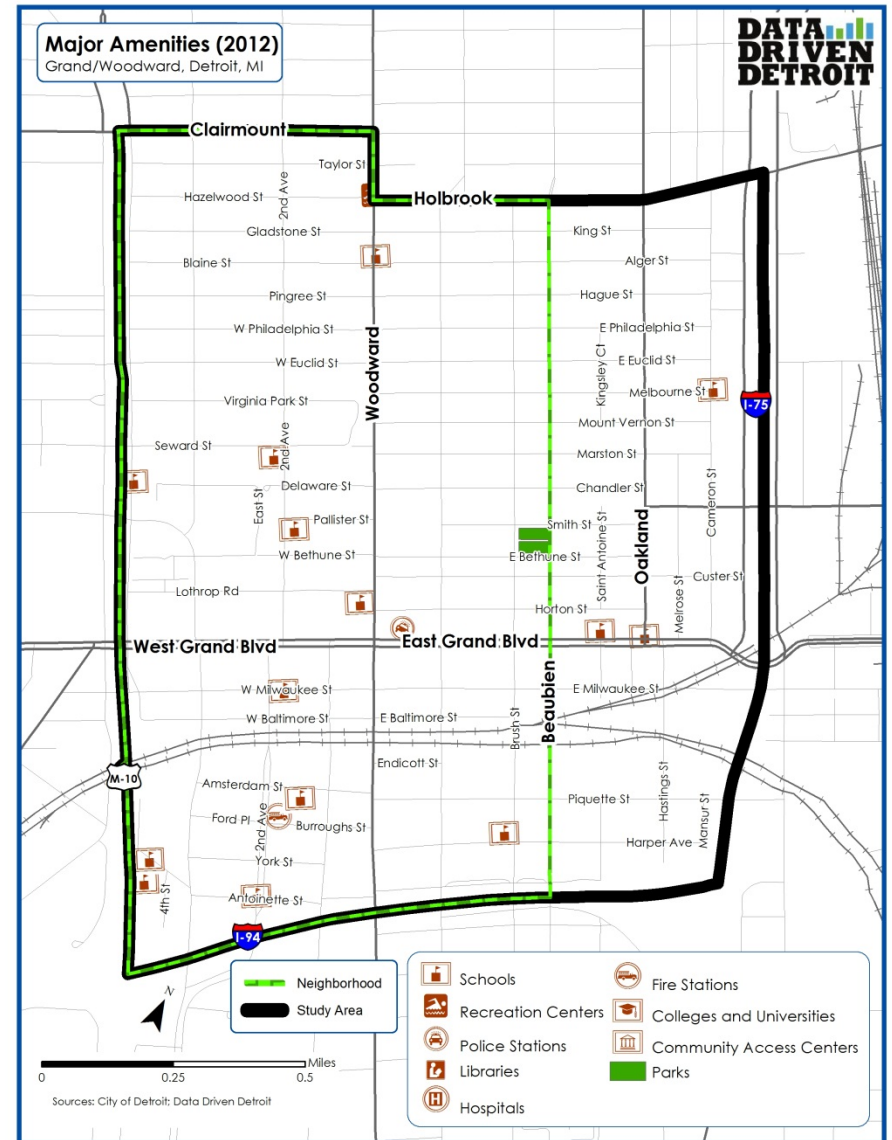 Major Amenities (2012)
Grand/Woodward, Detroit, MI
DATA
DRIVEN
DETROIT
Clairmount
Taylor St
Hazelwood St
2nd Ave
Holbrook
Gladstone St
King St
Blaine St
Alger St
Pingree St
Hague St
W Philadelphia St
E Philadelphia St
Woodward
W Euclid St
E Euclid St
Kingsley Ct
Melbourne St
I-75
Virginia Park St
Mount Vernon St
Seward St
2nd Ave
Marston St
Delaware St
Chandler St
East St
Cameron St
Pallister St
Smith St
W Bethune St
E Bethune St
Saint Antoine St
Oakland
Lothrop Rd
Custer St
Melrose St
Horton St
West Grand Blvd
East Grand Blvd
W Milwaukee St
E Milwaukee St
Beaubien
W Baltimore St
E Baltimore St
Brush St
M-10
Endicott St
Amsterdam St
Piquette St
Hastings St
Mansur St
Ford Pl
2nd Ave
Burroughs St
Harper Ave
York St
4th St
Antoinette St
I-94
N
Neighborhood
Study Area
Schools
Recreation Centers
Police Stations
Libraries
Hospitals
Fire Stations
Colleges and Universities
Community Access Centers
Parks
Miles
0 0.25 0.5
Sources: City of Detroit; Data Driven Detroit